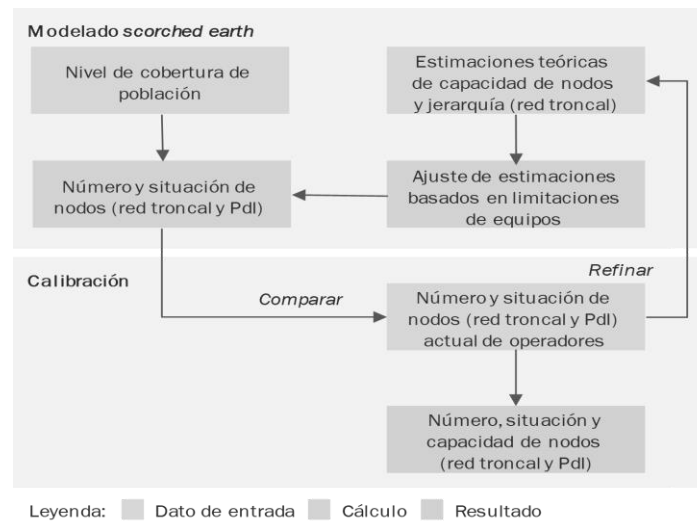 Modelado scorched earth
Nivel de cobertura de
población
Estimaciones teóricas
de capacidad de nodos
y jerarquía (red troncal)
Número y situación de
nodos (red troncal y PdI)
Ajuste de estimaciones
basados en limitaciones
de equipos
Calibración
Refinar
Comparar
Número y situación de
nodos (red troncal y PdI)
actual de operadores
Número, situación y
capacidad de nodos
(red troncal y PdI)
Leyenda: Dato de entrada Cálculo Resultado